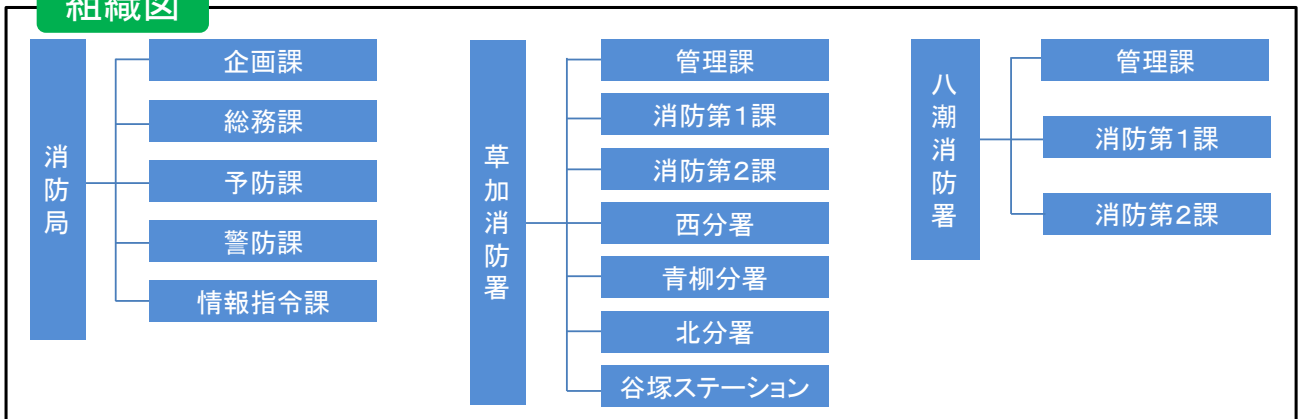 組織図
消防局
企画課
総務課
予防課
警防課
情報指令課
草加消防署
管理課
消防第1課
消防第2課
西分署
青柳分署
北分署
谷塚ステーション
八潮消防署
管理課
消防第1課
消防第2課